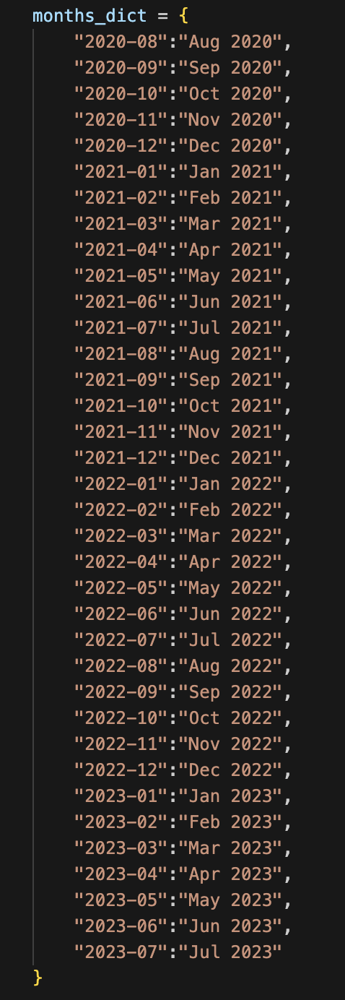 months_dict = {
"2020-08":"Aug 2020",
"2020-09":"Sep 2020",
"2020-10":"Oct 2020",
"2020-11":"Nov 2020",
"2020-12":"Dec 2020",
"2021-01":"Jan 2021",
"2021-02":"Feb 2021",
"2021-03":"Mar 2021",
"2021-04":"Apr 2021",
"2021-05":"May 2021",
"2021-06":"Jun 2021",
"2021-07":"Jul 2021",
"2021-08":"Aug 2021",
"2021-09":"Sep 2021",
"2021-10":"Oct 2021",
"2021-11":"Nov 2021",
"2021-12":"Dec 2021",
"2022-01":"Jan 2022",
"2022-02":"Feb 2022",
"2022-03":"Mar 2022",
"2022-04":"Apr 2022",
"2022-05":"May 2022",
"2022-06":"Jun 2022",
"2022-07":"Jul 2022",
"2022-08":"Aug 2022",
"2022-09":"Sep 2022",
"2022-10":"Oct 2022",
"2022-11":"Nov 2022",
"2022-12":"Dec 2022",
"2023-01":"Jan 2023",
"2023-02":"Feb 2023",
"2023-03":"Mar 2023",
"2023-04":"Apr 2023",
"2023-05":"May 2023",
"2023-06":"Jun 2023",
"2023-07":"Jul 2023"
}